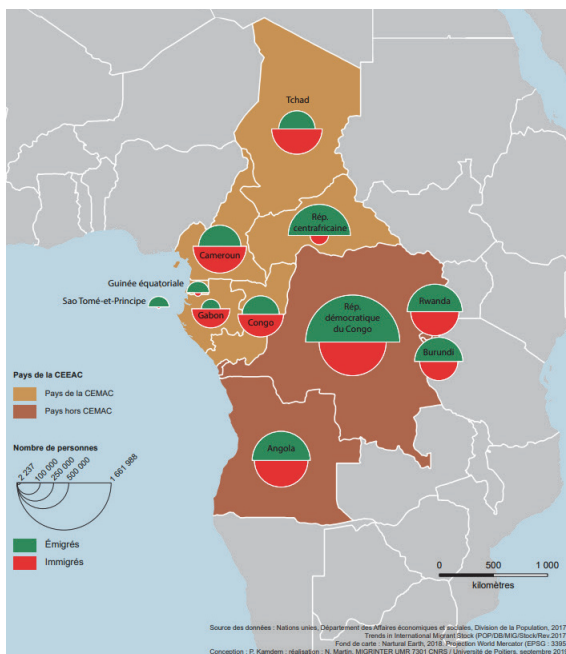 Tchad
Rép.
centrafricaine
Cameroun
Guinée équatoriale
Sao Tomé-et-Principe
Gabon
Congo
Rép.
démocratique
du Congo
Rwanda
Burundi
Angola
Pays de la CEEAC
Pays de la CEMAC
Pays hors CEMAC
Nombre de personnes
2 237
100 000
250 000
500 000
1 661 988
Émigrés
Immigrés
0 500 1 000
kilomètres
Source des données : Nations unies, Département des Affaires économiques et sociales, Division de la Population, 2017
Trends in International Migrant Stock (POP/DB/MIG/Stock/Rev.2017
Fond de carte : Nartural Earth, 2018. Projection World Mercator (EPSG : 3395
Conception : P. Kamdem ; réalisation : N. Martin, MIGRINTER UMR 7301 CNRS / Université de Poitiers, septembre 201